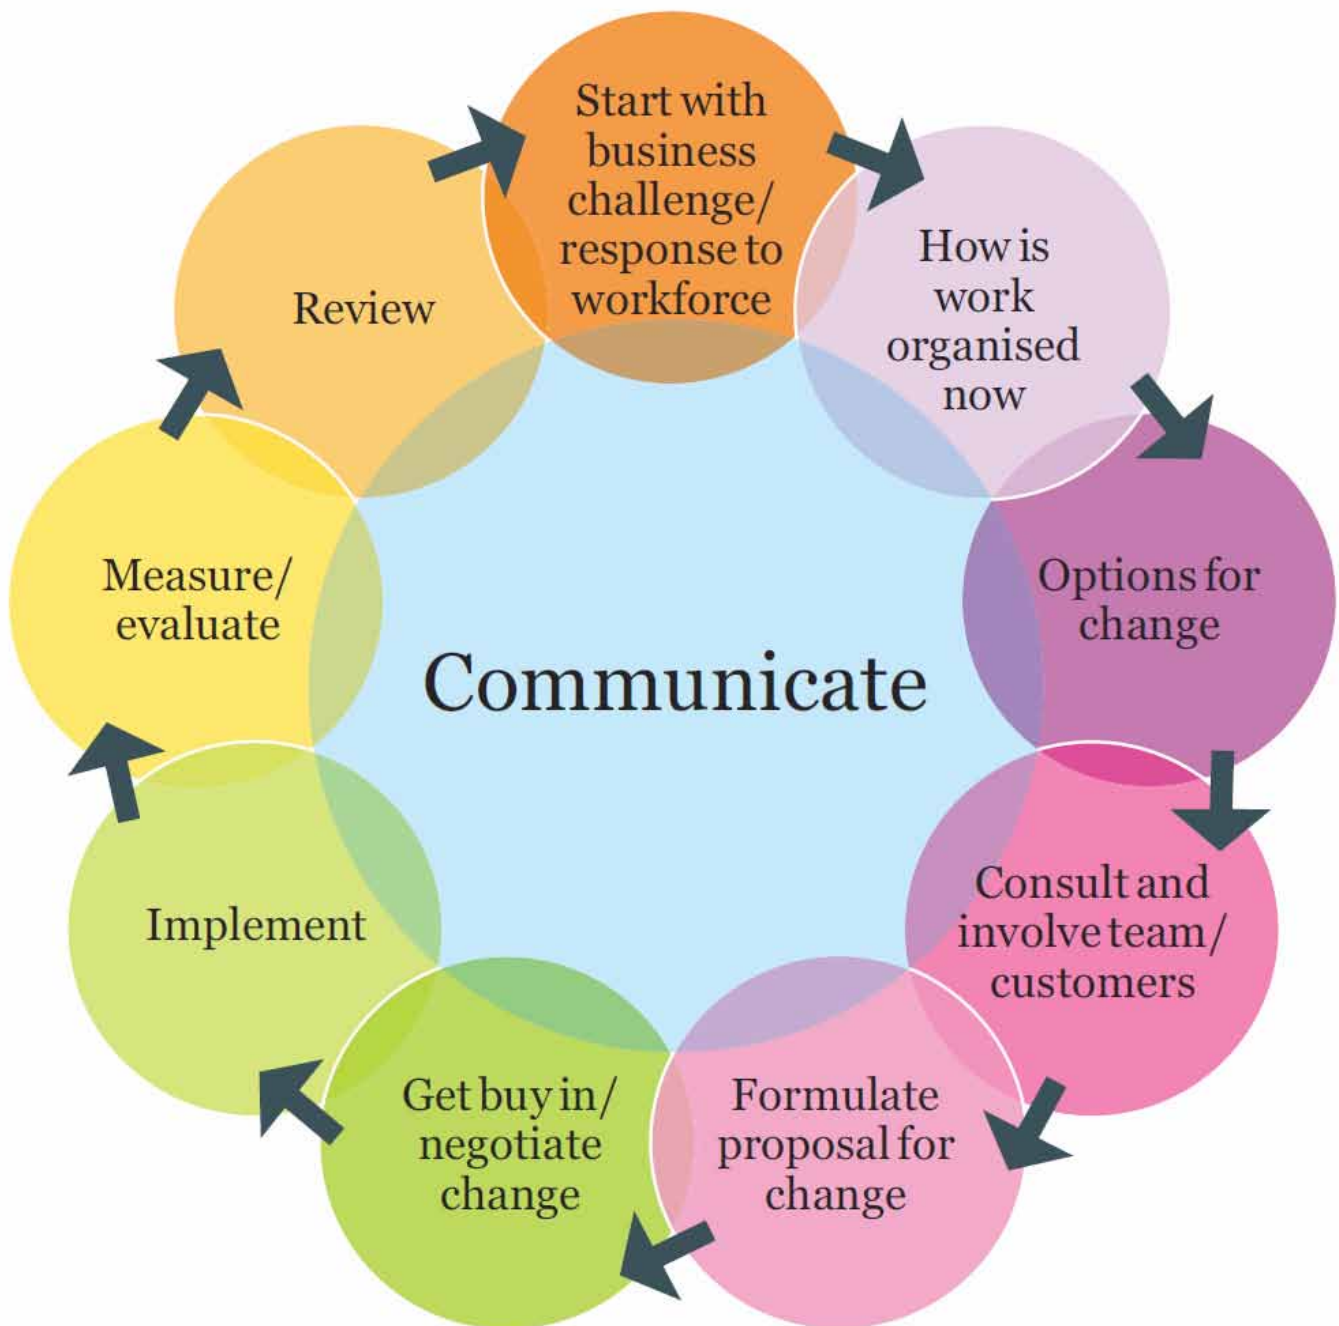 Start with
business
challenge/
response to
workforce
How is
work
organised
now
Options for
change
Consult and
involve team/
customers
Formulate
proposal for
change
Get buy in/
negotiate
change
Implement
Measure/
evaluate
Review
Communicate